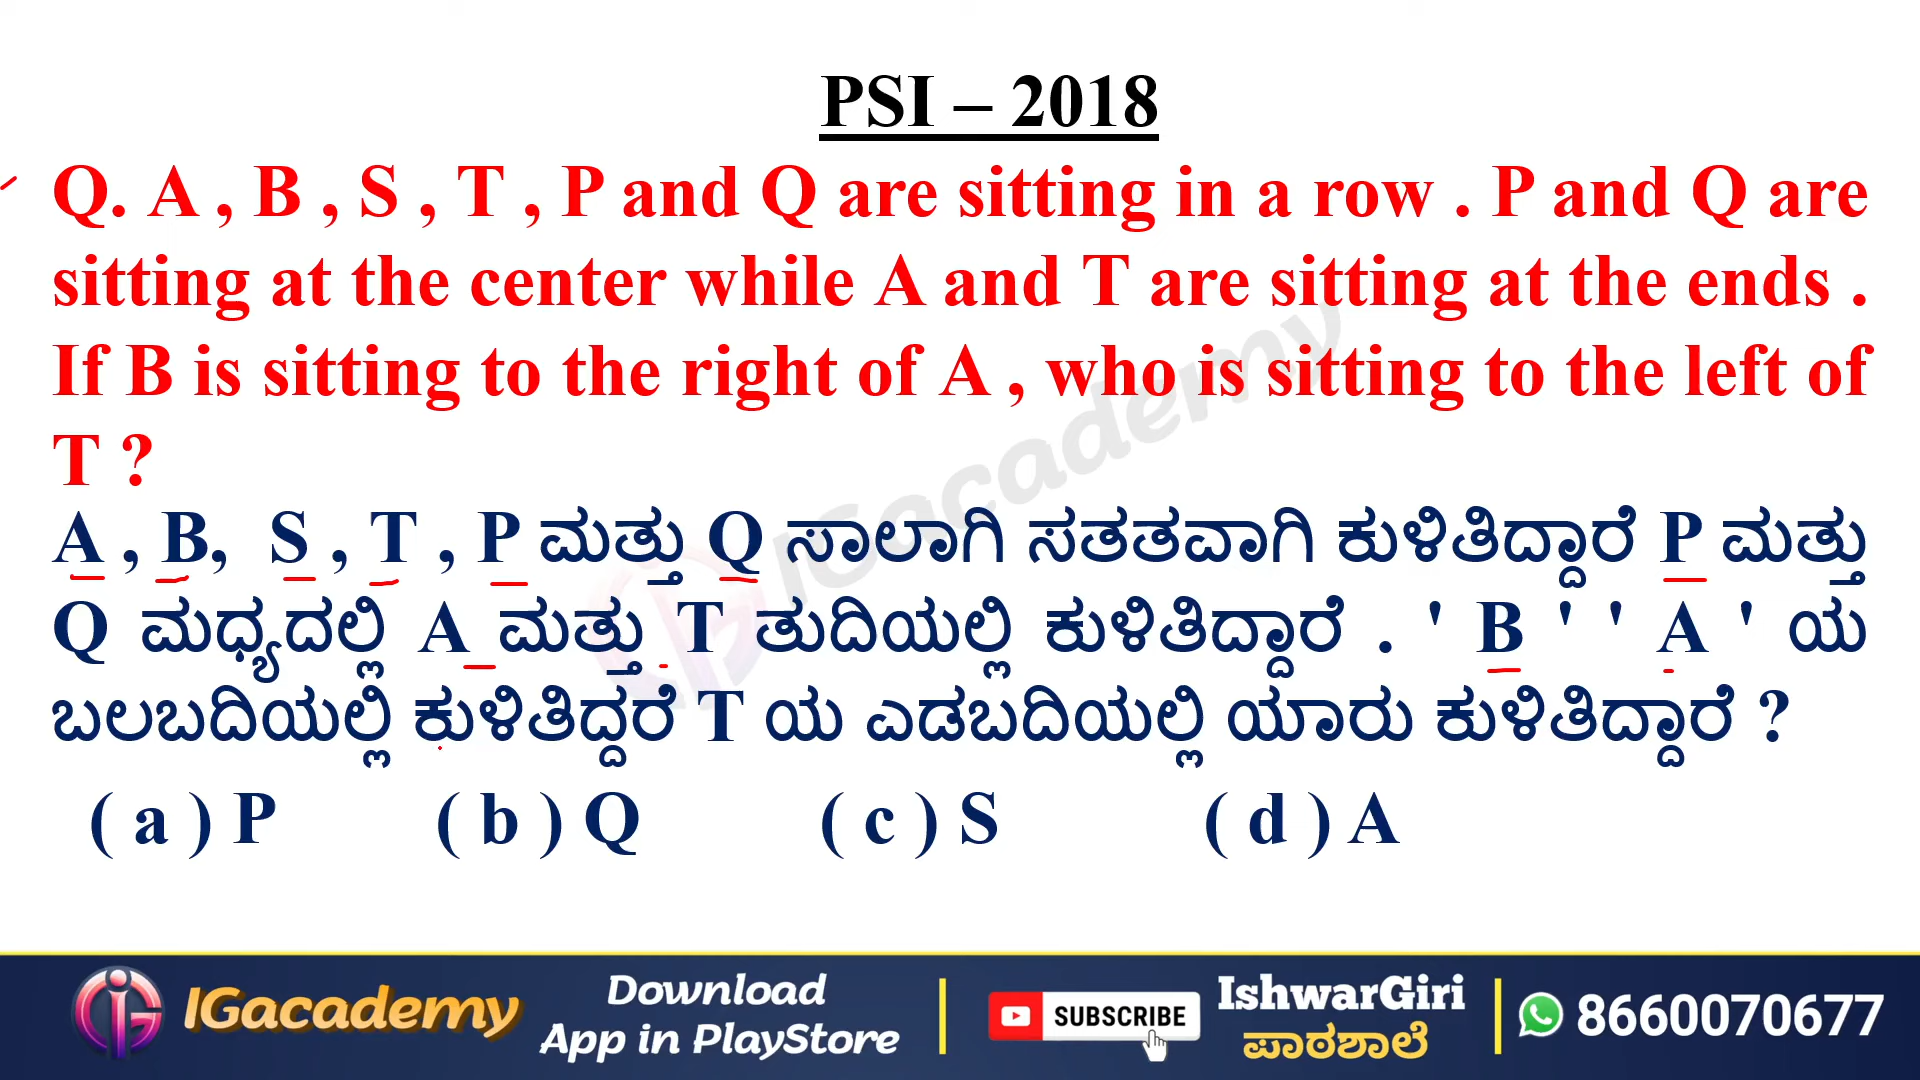 PSI – 2018
Q. A , B , S , T , P and Q are sitting in a row . P and Q are
sitting at the center while A and T are sitting at the ends .
If B is sitting to the right of A , who is sitting to the left of
T ?
A , B, S , T , P ಮತ್ತು Q ಸಾಲಾಗಿ ಸತತವಾಗಿ ಕುಳಿತಿದ್ದಾರೆ P ಮತ್ತು
Q ಮಧ್ಯದಲ್ಲಿ A ಮತ್ತು T ತುದಿಯಲ್ಲಿ ಕುಳಿತಿದ್ದಾರೆ . ' B ' ' A ' ಯ
ಬಲಬದಿಯಲ್ಲಿ ಕುಳಿತಿದ್ದರೆ T ಯ ಎಡಬದಿಯಲ್ಲಿ ಯಾರು ಕುಳಿತಿದ್ದಾರೆ ?
( a ) P ( b ) Q ( c ) S ( d ) A
IGacademy
IGacademy
Download
App in PlayStore
SUBSCRIBE
IshwarGiri
ಪಾಠಶಾಲೆ
8660070677